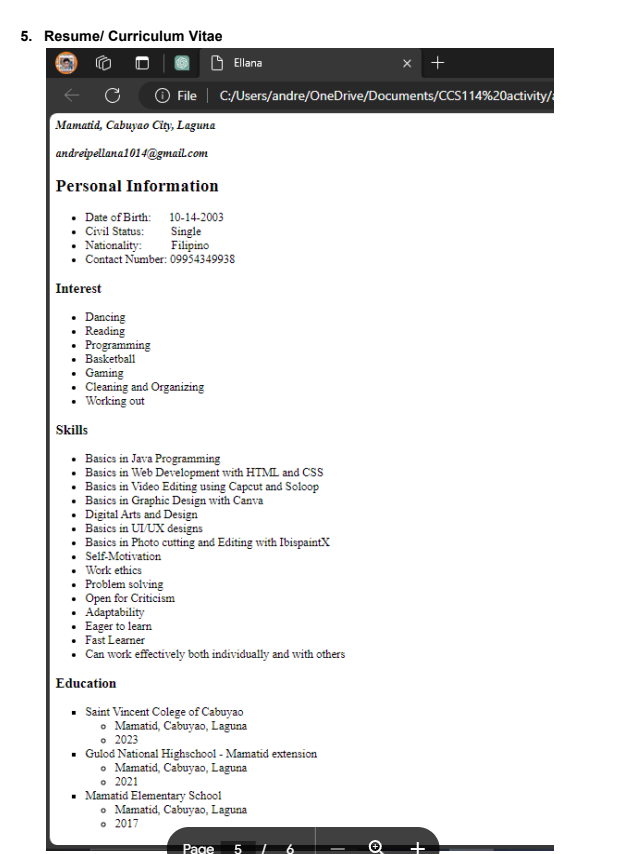 5. Resume/ Curriculum Vitae
Ellana
File | C:/Users/andre/OneDrive/Documents/CCS114%20activity/
Mamatid, Cabuyao City, Laguna
andreipellana1014@gmail.com
Personal Information
• Date of Birth: 10-14-2003
• Civil Status: Single
• Nationality: Filipino
• Contact Number: 09954349938
Interest
• Dancing
• Reading
• Programming
• Basketball
• Gaming
• Cleaning and Organizing
• Working out
Skills
• Basics in Java Programming
• Basics in Web Development with HTML and CSS
• Basics in Video Editing using Capcut and Soloop
• Basics in Graphic Design with Canva
• Digital Arts and Design
• Basics in UI/UX designs
• Basics in Photo cutting and Editing with IbispaintX
• Self-Motivation
• Work ethics
• Problem solving
• Open for Criticism
• Adaptability
• Eager to learn
• Fast Learner
• Can work effectively both individually and with others
Education
▪ Saint Vincent Colege of Cabuyao
o Mamatid, Cabuyao, Laguna
o 2023
▪ Gulod National Highschool - Mamatid extension
o Mamatid, Cabuyao, Laguna
o 2021
▪ Mamatid Elementary School
o Mamatid, Cabuyao, Laguna
o 2017
Page 5 / 6